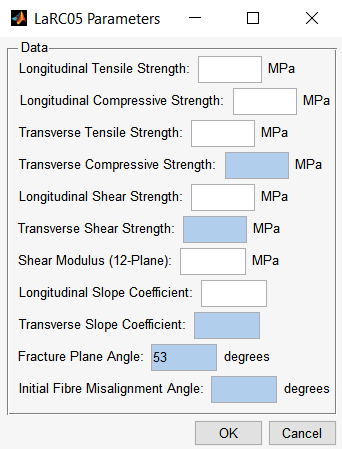 LaRC05 Parameters
Data
Longitudinal Tensile Strength: MPa
Longitudinal Compressive Strength: MPa
Transverse Tensile Strength: MPa
Transverse Compressive Strength: MPa
Longitudinal Shear Strength: MPa
Transverse Shear Strength: MPa
Shear Modulus (12-Plane): MPa
Longitudinal Slope Coefficient:
Transverse Slope Coefficient:
Fracture Plane Angle: 53 degrees
Initial Fibre Misalignment Angle: degrees
OK Cancel